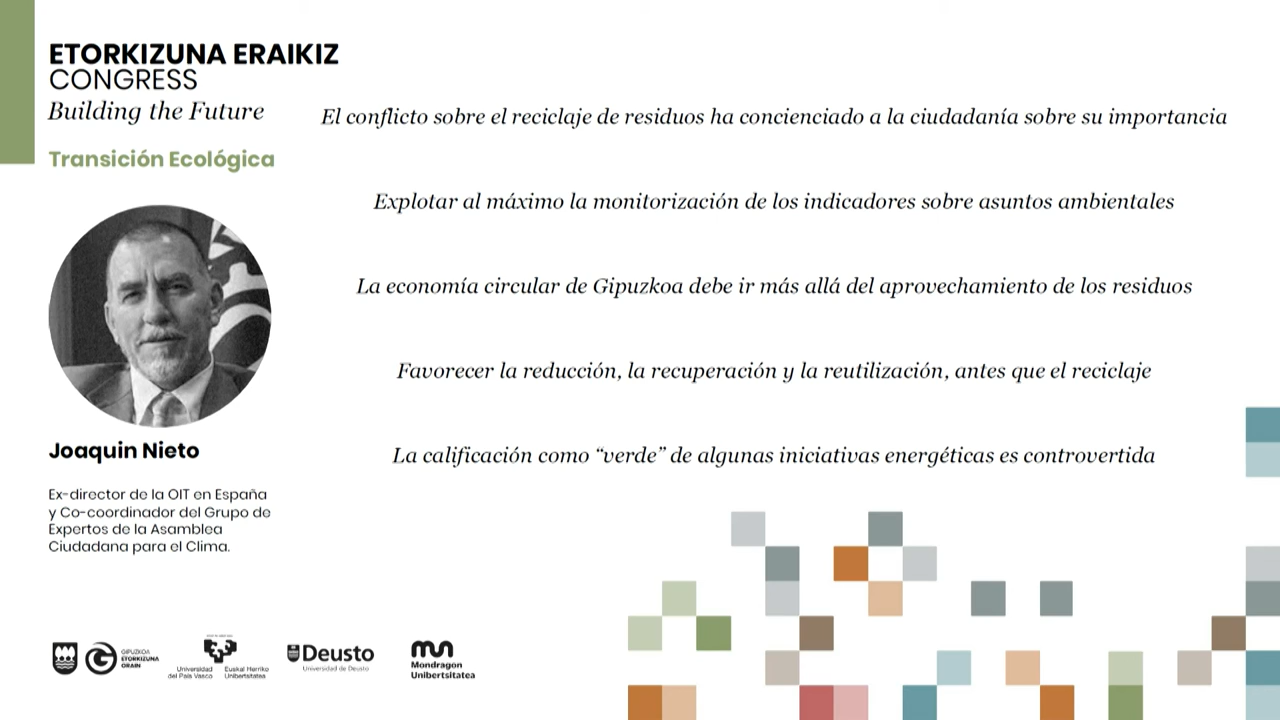 ETORKIZUNA ERAIKIZ
CONGRESS
Building the Future
Transición Ecológica
El conflicto sobre el reciclaje de residuos ha concienciado a la ciudadanía sobre su importancia
Explotar al máximo la monitorización de los indicadores sobre asuntos ambientales
La economía circular de Gipuzkoa debe ir más allá del aprovechamiento de los residuos
Favorecer la reducción, la recuperación y la reutilización, antes que el reciclaje
La calificación como “verde” de algunas iniciativas energéticas es controvertida
Joaquin Nieto
Ex-director de la OIT en España
y Co-coordinador del Grupo de
Expertos de la Asamblea
Ciudadana para el Clima.
GIPUZKOA
ETORKIZUNA
ORAIN
Universidad
del País Vasco
Euskal Herriko
Unibertsitatea
Deusto
Universidad de Deusto
Mondragon
Unibertsitatea